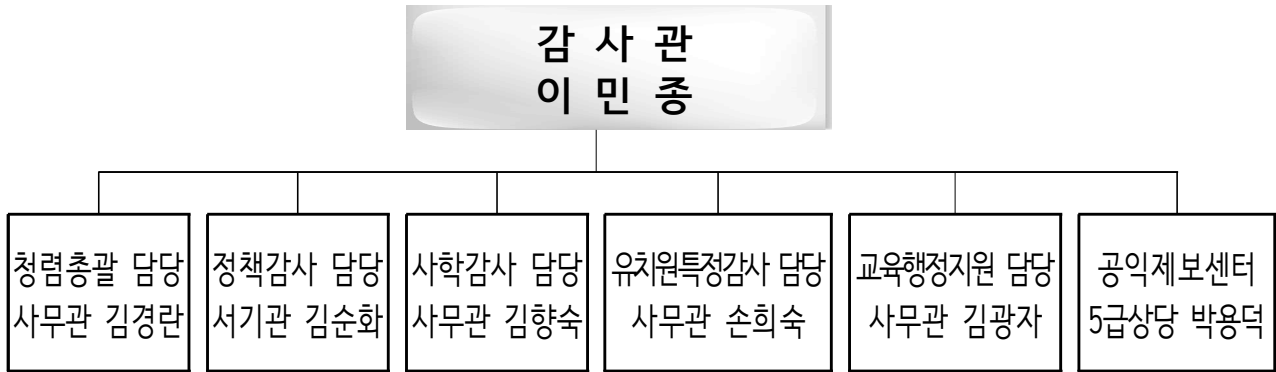 감 사 관
이 민 종
청렴총괄 담당
사무관 김경란
정책감사 담당
서기관 김순화
사학감사 담당
사무관 김향숙
유치원특정감사 담당
사무관 손희숙
교육행정지원 담당
사무관 김광자
공익제보센터
5급상당 박용덕